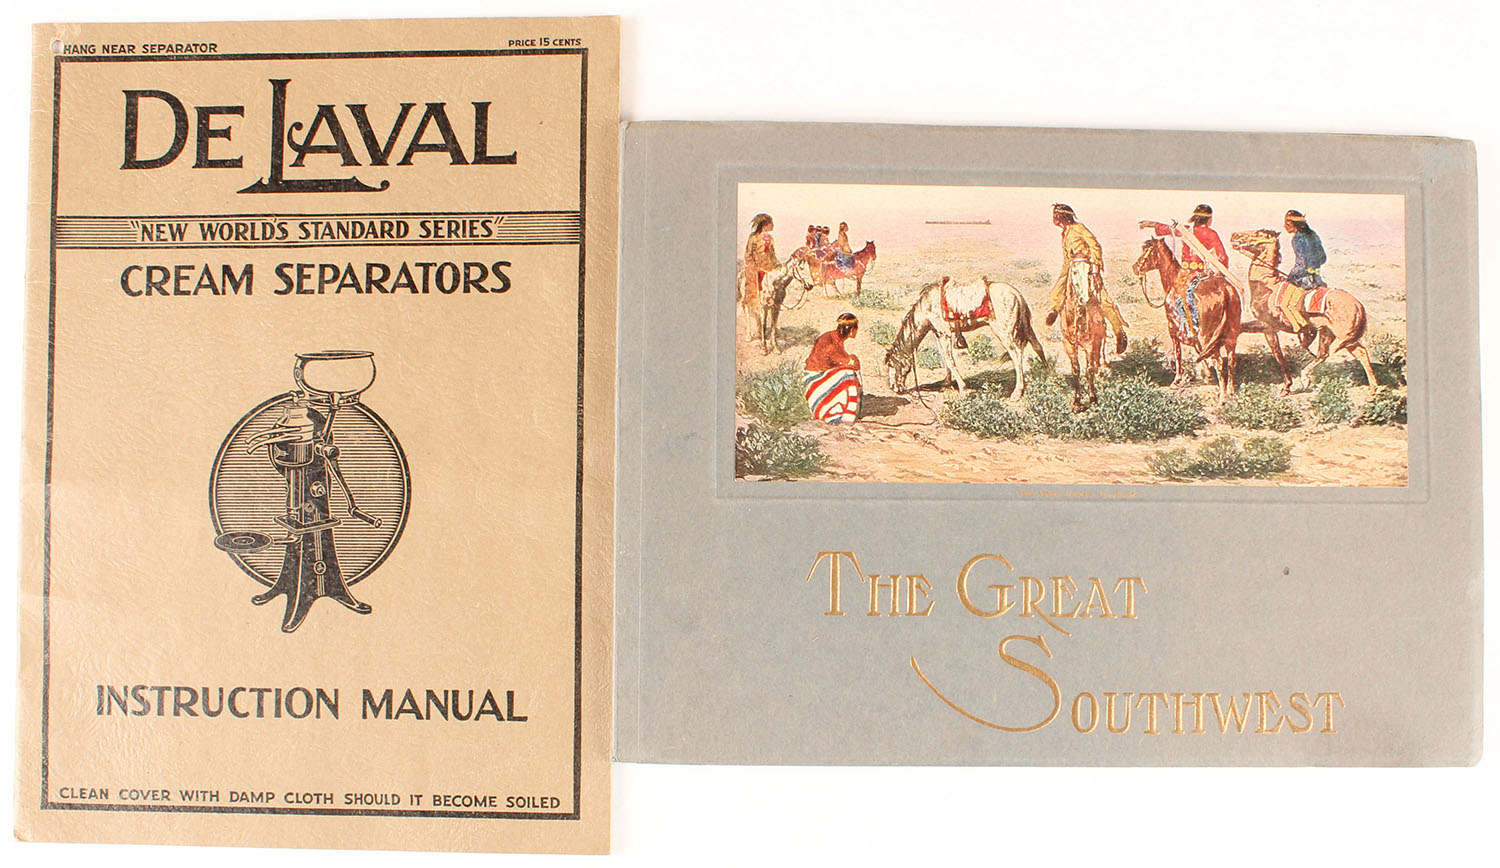 HANG NEAR SEPARATOR
PRICE 15 CENTS
DE LAVAL
"NEW WORLD'S STANDARD SERIES"
CREAM SEPARATORS
INSTRUCTION MANUAL
CLEAN COVER WITH DAMP CLOTH SHOULD IT BECOME SOILED
THE GREAT
SOUTHWEST